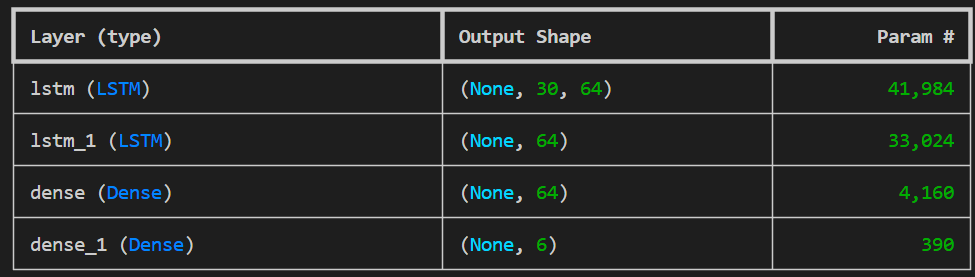 Layer (type) Output Shape Param #
lstm (LSTM) (None, 30, 64) 41,984
lstm_1 (LSTM) (None, 64) 33,024
dense (Dense) (None, 64) 4,160
dense_1 (Dense) (None, 6) 390